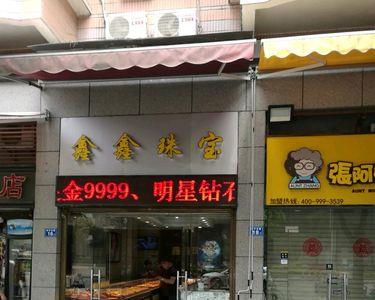 鑫鑫珠宝
金9999、明星钻石
店
張阿
AUNT ZHANG
加盟热线: 400-999-3539